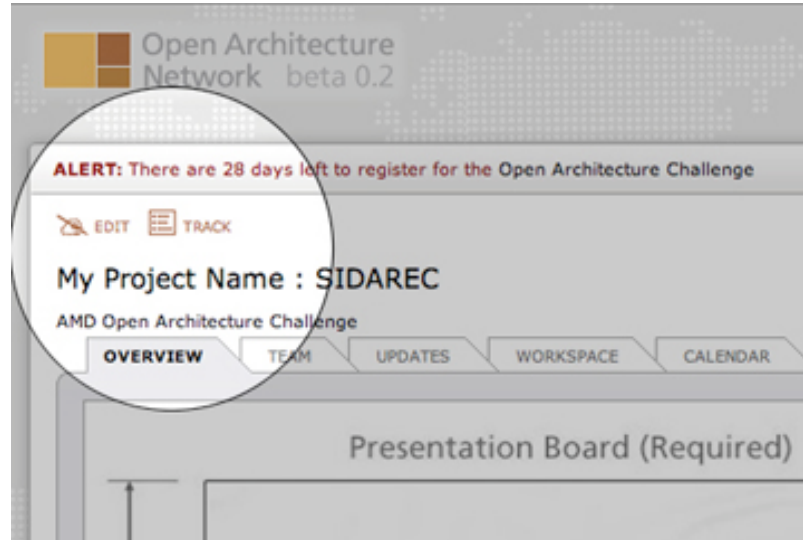 Open Architecture
Network beta 0.2
ALERT: There are 28 days left to register for the Open Architecture Challenge
EDIT TRACK
My Project Name : SIDAREC
AMD Open Architecture Challenge
OVERVIEW TEAM UPDATES WORKSPACE CALENDAR
Presentation Board (Required)